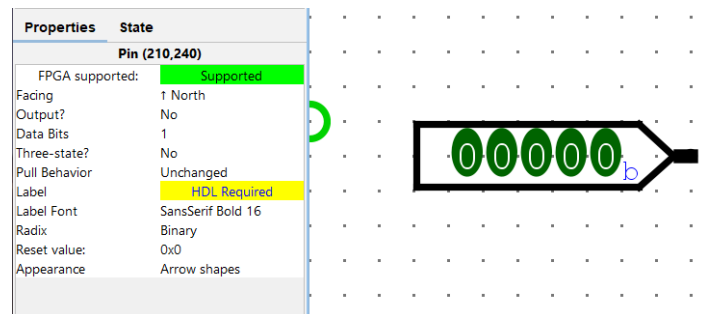 Properties State
Pin (210,240)
FPGA supported: Supported
Facing ↑ North
Output? No
Data Bits 1
Three-state? No
Pull Behavior Unchanged
Label HDL Required
Label Font SansSerif Bold 16
Radix Binary
Reset value: 0x0
Appearance Arrow shapes
00000 b